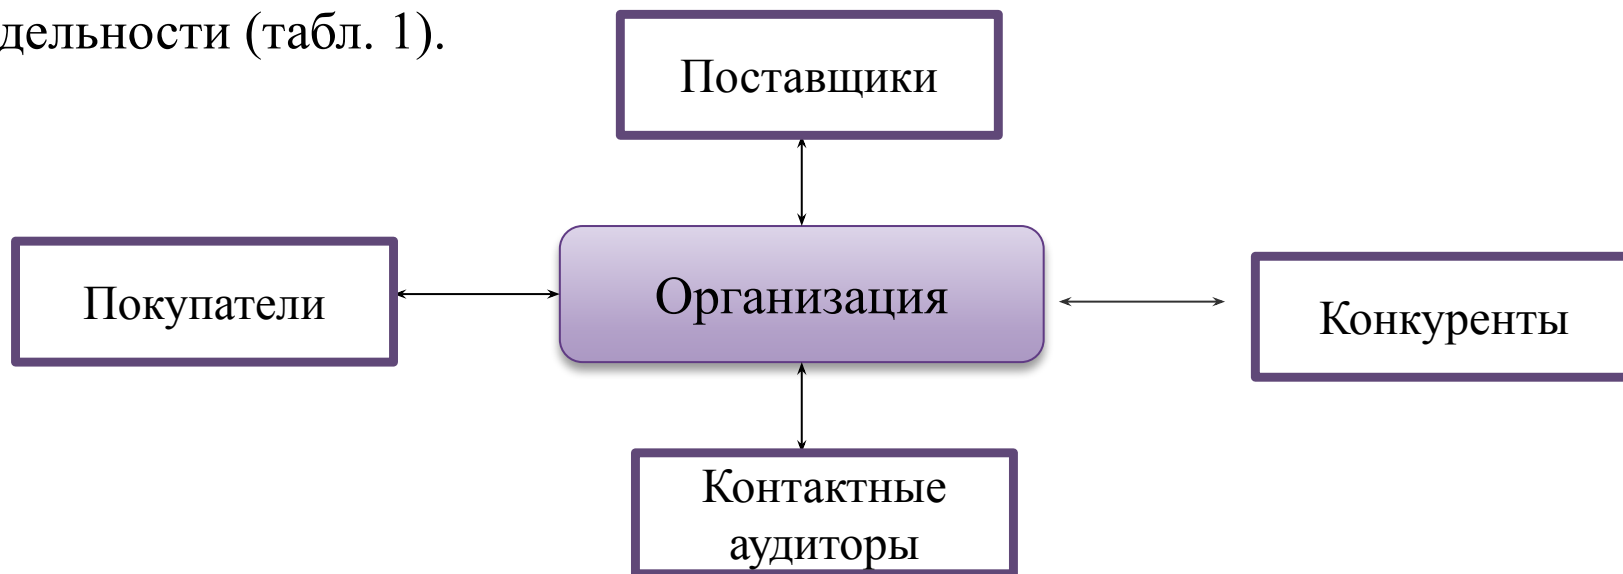 дельности (табл. 1).
Поставщики
Покупатели
Организация
Конкуренты
Контактные
аудиторы